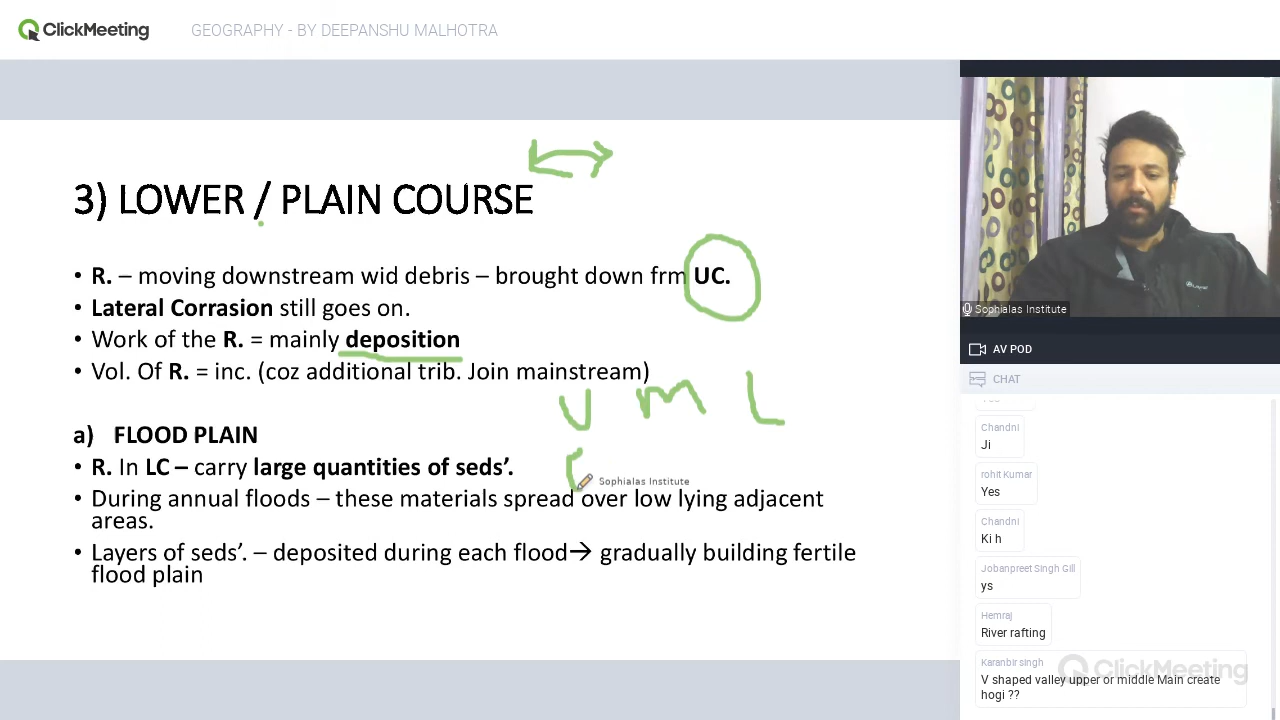 ClickMeeting
GEOGRAPHY - BY DEEPANSHU MALHOTRA
3) LOWER / PLAIN COURSE
• R. – moving downstream wid debris – brought down frm UC.
• Lateral Corrasion still goes on.
• Work of the R. = mainly deposition
• Vol. Of R. = inc. (coz additional trib. Join mainstream)
U M L
a) FLOOD PLAIN
• R. In LC – carry large quantities of seds’.
Sophialas Institute
• During annual floods – these materials spread over low lying adjacent
areas.
• Layers of seds’. – deposited during each flood→ gradually building fertile
flood plain
Sophialas Institute
AV POD
CHAT
Chandni
Ji
rohit Kumar
Yes
Chandni
Ki h
Jobanpreet Singh Gill
ys
Hemraj
River rafting
Karanbir singh
V shaped valley upper or middle Main create
hogi ??
ClickMeeting